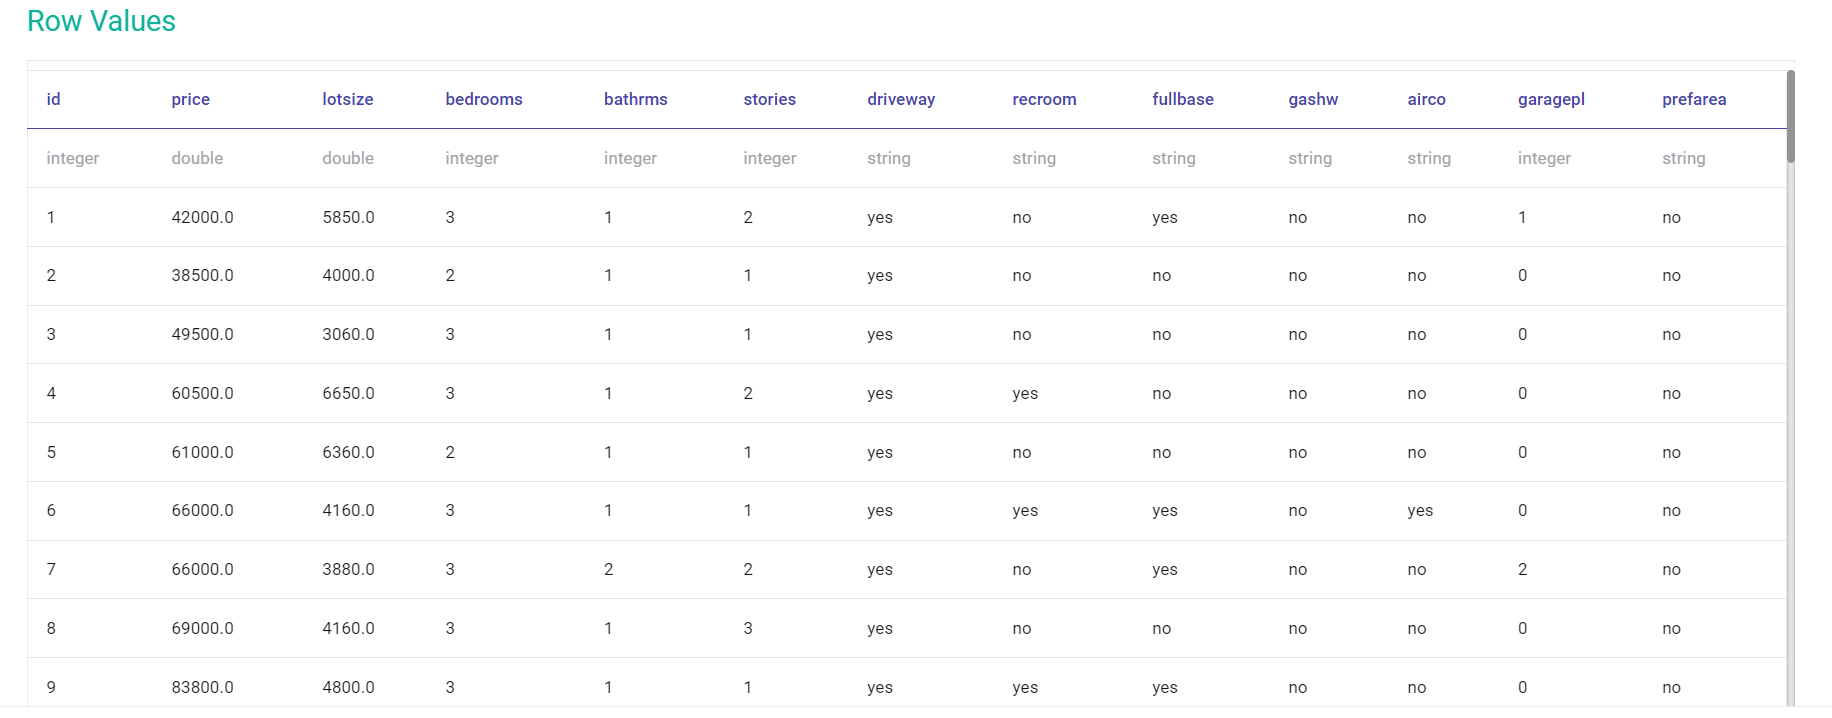 Row Values
id price lotsize bedrooms bathrms stories driveway recroom fullbase gashw airco garagepl prefarea
integer double double integer integer integer string string string string string integer string
1 42000.0 5850.0 3 1 2 yes no yes no no 1 no
2 38500.0 4000.0 2 1 1 yes no no no no 0 no
3 49500.0 3060.0 3 1 1 yes no no no no 0 no
4 60500.0 6650.0 3 1 2 yes yes no no no 0 no
5 61000.0 6360.0 2 1 1 yes no no no no 0 no
6 66000.0 4160.0 3 1 1 yes yes yes no yes 0 no
7 66000.0 3880.0 3 2 2 yes no yes no no 2 no
8 69000.0 4160.0 3 1 3 yes no no no no 0 no
9 83800.0 4800.0 3 1 1 yes yes yes no no 0 no